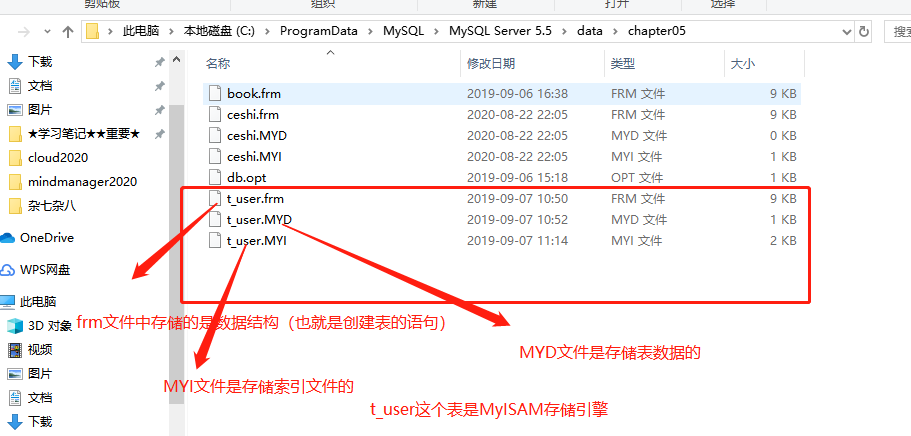 剪贴板 组织 新建 打开 选择
此电脑 本地磁盘 (C:) ProgramData MySQL MySQL Server 5.5 data chapter05
名称 修改日期 类型 大小
下载
文档
图片
★学习笔记★★重要★
cloud2020
mindmanager2020
杂七杂八
OneDrive
WPS网盘
此电脑
3D 对象
视频
图片
文档
下载
book.frm 2019-09-06 16:38 FRM 文件 9 KB
ceshi.frm 2020-08-22 22:05 FRM 文件 9 KB
ceshi.MYD 2020-08-22 22:05 MYD 文件 0 KB
ceshi.MYI 2020-08-22 22:05 MYI 文件 1 KB
db.opt 2019-09-06 15:18 OPT 文件 1 KB
t_user.frm 2019-09-07 10:50 FRM 文件 9 KB
t_user.MYD 2019-09-07 10:52 MYD 文件 1 KB
t_user.MYI 2019-09-07 11:14 MYI 文件 2 KB
frm文件中存储的是数据结构（也就是创建表的语句）
MYD文件是存储表数据的
MYI文件是存储索引文件的
t_user这个表是MyISAM存储引擎